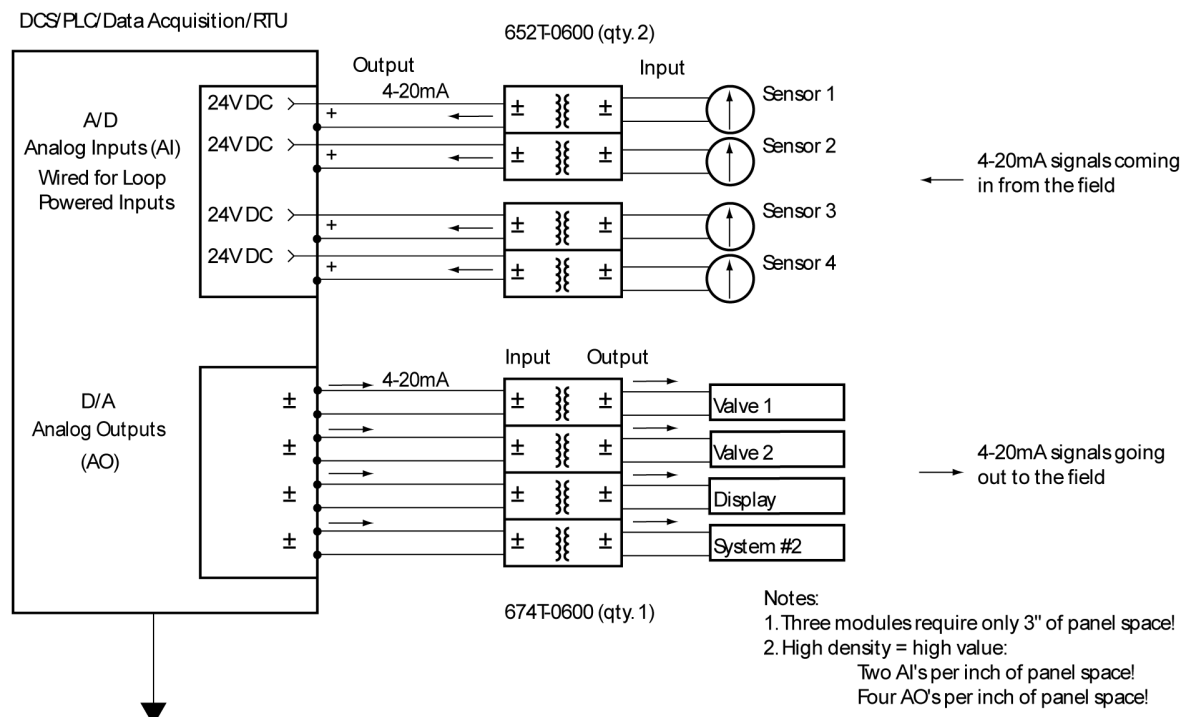 DCS/PLC/Data Acquisition/RTU
652T-0600 (qty. 2)
Output
Input
4-20mA
A/D
Analog Inputs (AI)
Wired for Loop
Powered Inputs
24V DC
+
±
±
Sensor 1
24V DC
+
±
±
Sensor 2
24V DC
+
±
±
Sensor 3
24V DC
+
±
±
Sensor 4
4-20mA signals coming
in from the field
Input
Output
4-20mA
D/A
Analog Outputs
(AO)
±
±
±
Valve 1
±
±
±
Valve 2
±
±
±
Display
±
±
±
System #2
4-20mA signals going
out to the field
674T-0600 (qty. 1)
Notes:
1. Three modules require only 3" of panel space!
2. High density = high value:
Two AI's per inch of panel space!
Four AO's per inch of panel space!